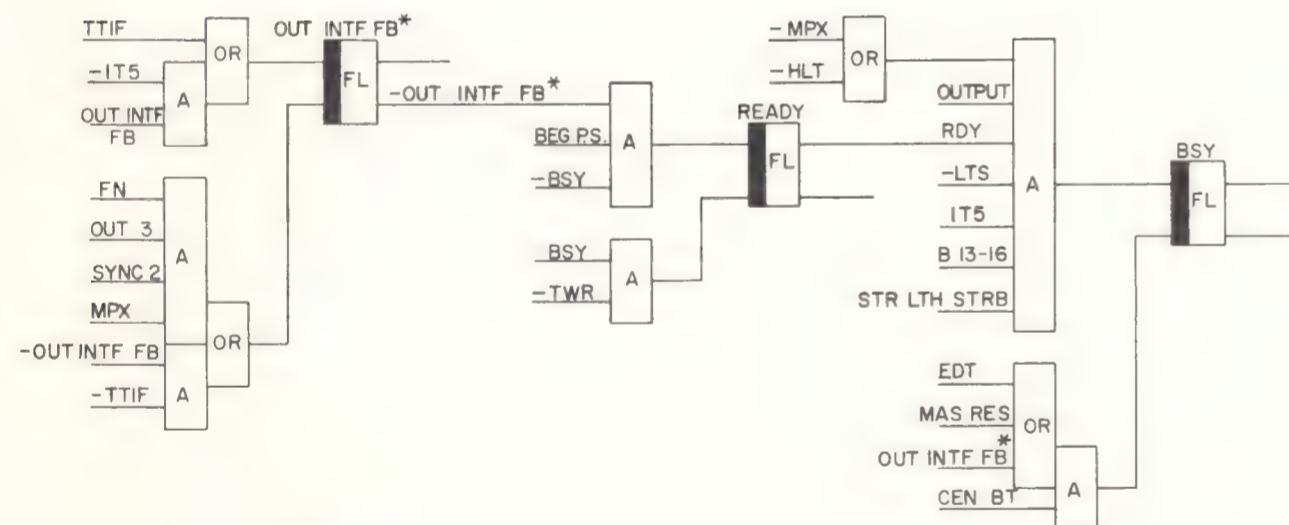 TTIF
-IT5
OUT INTF
FB
A
OR
OUT INTF FB*
FL
-OUT INTF FB*
FN
OUT 3
SYNC 2
MPX
A
-OUT INTF FB
-TTIF
A
OR
BEG P.S.
-BSY
A
READY
FL
BSY
-TWR
A
-MPX
-HLT
OR
OUTPUT
RDY
-LTS
IT5
B 13-16
STR LTH STRB
A
BSY
FL
EDT
MAS RES
OUT INTF FB*
OR
CEN BT
A